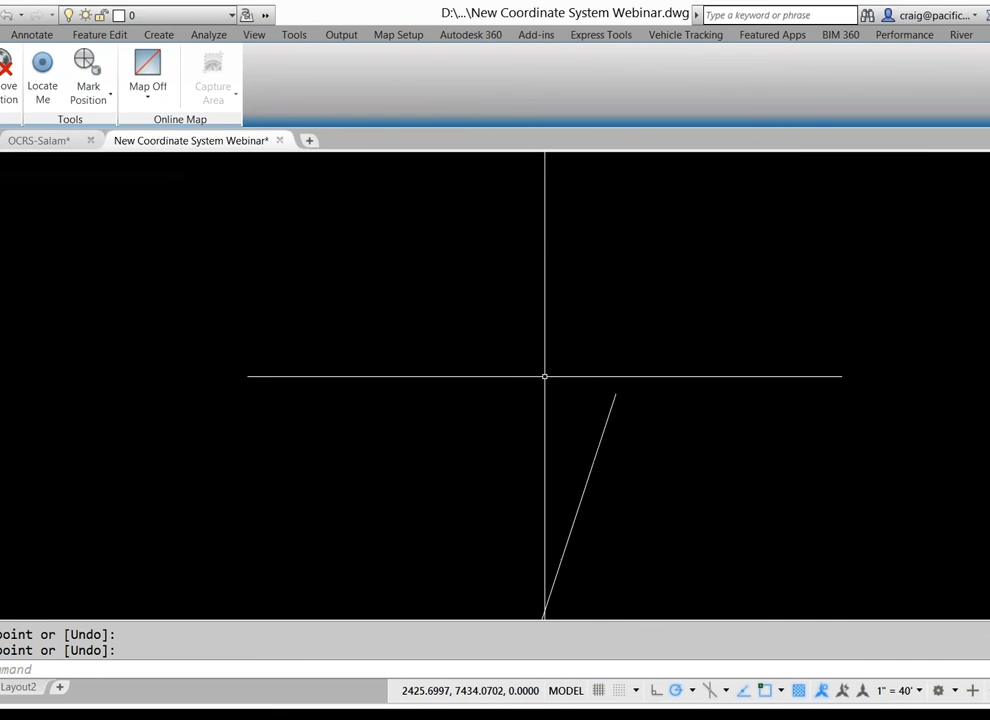 0 D:\...\New Coordinate System Webinar.dwg Type a keyword or phrase craig@pacific...
Annotate Feature Edit Create Analyze View Tools Output Map Setup Autodesk 360 Add-ins Express Tools Vehicle Tracking Featured Apps BIM 360 Performance River
ove Locate Mark Map Off Capture
tion Me Position Area
Tools Online Map
OCRS-Salam* New Coordinate System Webinar*
point or [Undo]:
point or [Undo]:
mmand
Layout2 2425.6997, 7434.0702, 0.0000 MODEL 1" = 40'